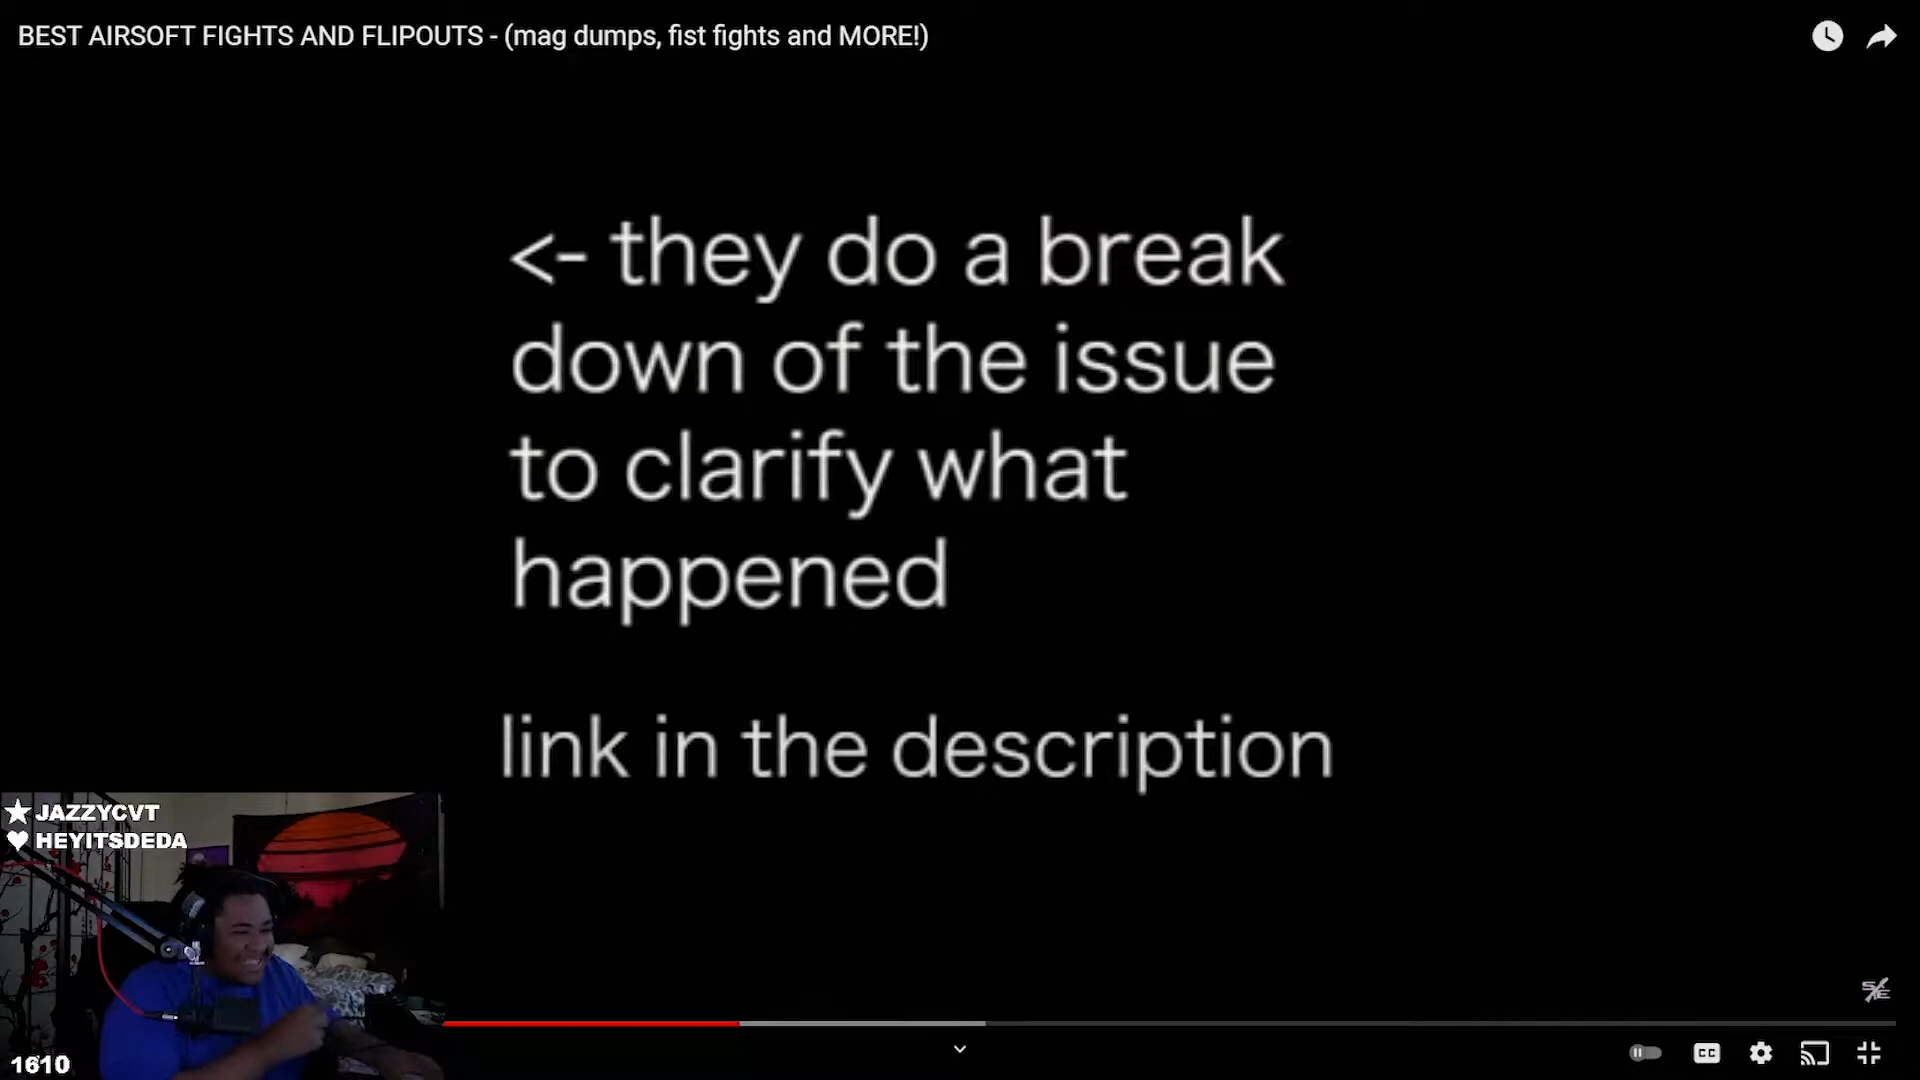 BEST AIRSOFT FIGHTS AND FLIPOUTS - (mag dumps, fist fights and MORE!)
<- they do a break
down of the issue
to clarify what
happened
link in the description
JAZZYCVT
HEYITSDEDA
1610
CC